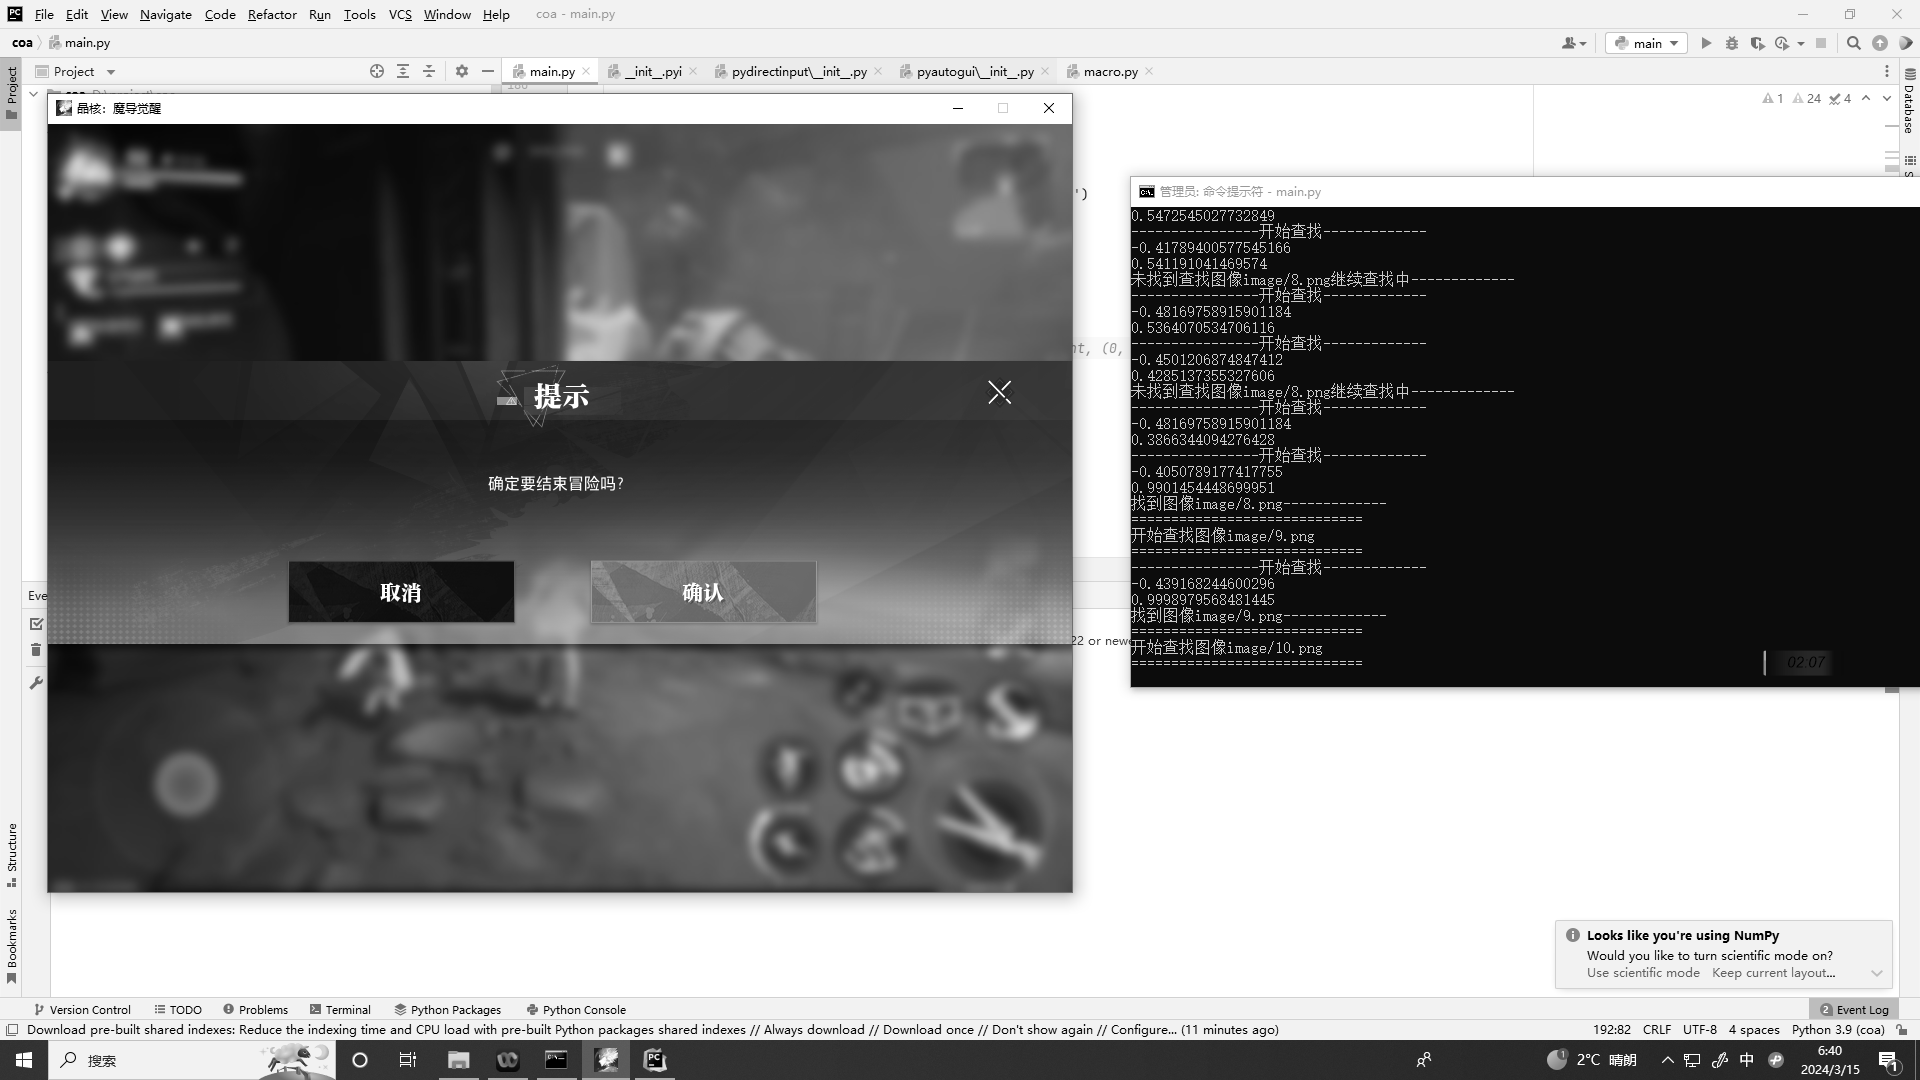 File Edit View Navigate Code Refactor Run Tools VCS Window Help coa - main.py
coa main.py
main
Project
main.py __init__.pyi pydirectinput\__init__.py pyautogui\__init__.py macro.py
Project
Database
1 24 4
晶核：魔导觉醒
')
nt, (0,
提示
确定要结束冒险吗?
取消 确认
Eve
22 or newe
管理员: 命令提示符 - main.py
0.5472545027732849
----------------开始查找-------------
-0.41789400577545166
0.541191041469574
未找到查找图像image/8.png继续查找中-------------
----------------开始查找-------------
-0.48169758915901184
0.5364070534706116
----------------开始查找-------------
-0.4501206874847412
0.4285137355327606
未找到查找图像image/8.png继续查找中-------------
----------------开始查找-------------
-0.48169758915901184
0.3866344094276428
----------------开始查找-------------
-0.4050789177417755
0.9901454448699951
找到图像image/8.png-------------
=============================
开始查找图像image/9.png
=============================
----------------开始查找-------------
-0.439168244600296
0.9998979568481445
找到图像image/9.png-------------
=============================
开始查找图像image/10.png
=============================
02:07
Structure
Bookmarks
Looks like you're using NumPy
Would you like to turn scientific mode on?
Use scientific mode Keep current layout...
Version Control TODO Problems Terminal Python Packages Python Console 2 Event Log
Download pre-built shared indexes: Reduce the indexing time and CPU load with pre-built Python packages shared indexes // Always download // Download once // Don't show again // Configure... (11 minutes ago) 192:82 CRLF UTF-8 4 spaces Python 3.9 (coa)
搜索 2°C 晴朗 中 6:40
2024/3/15 1